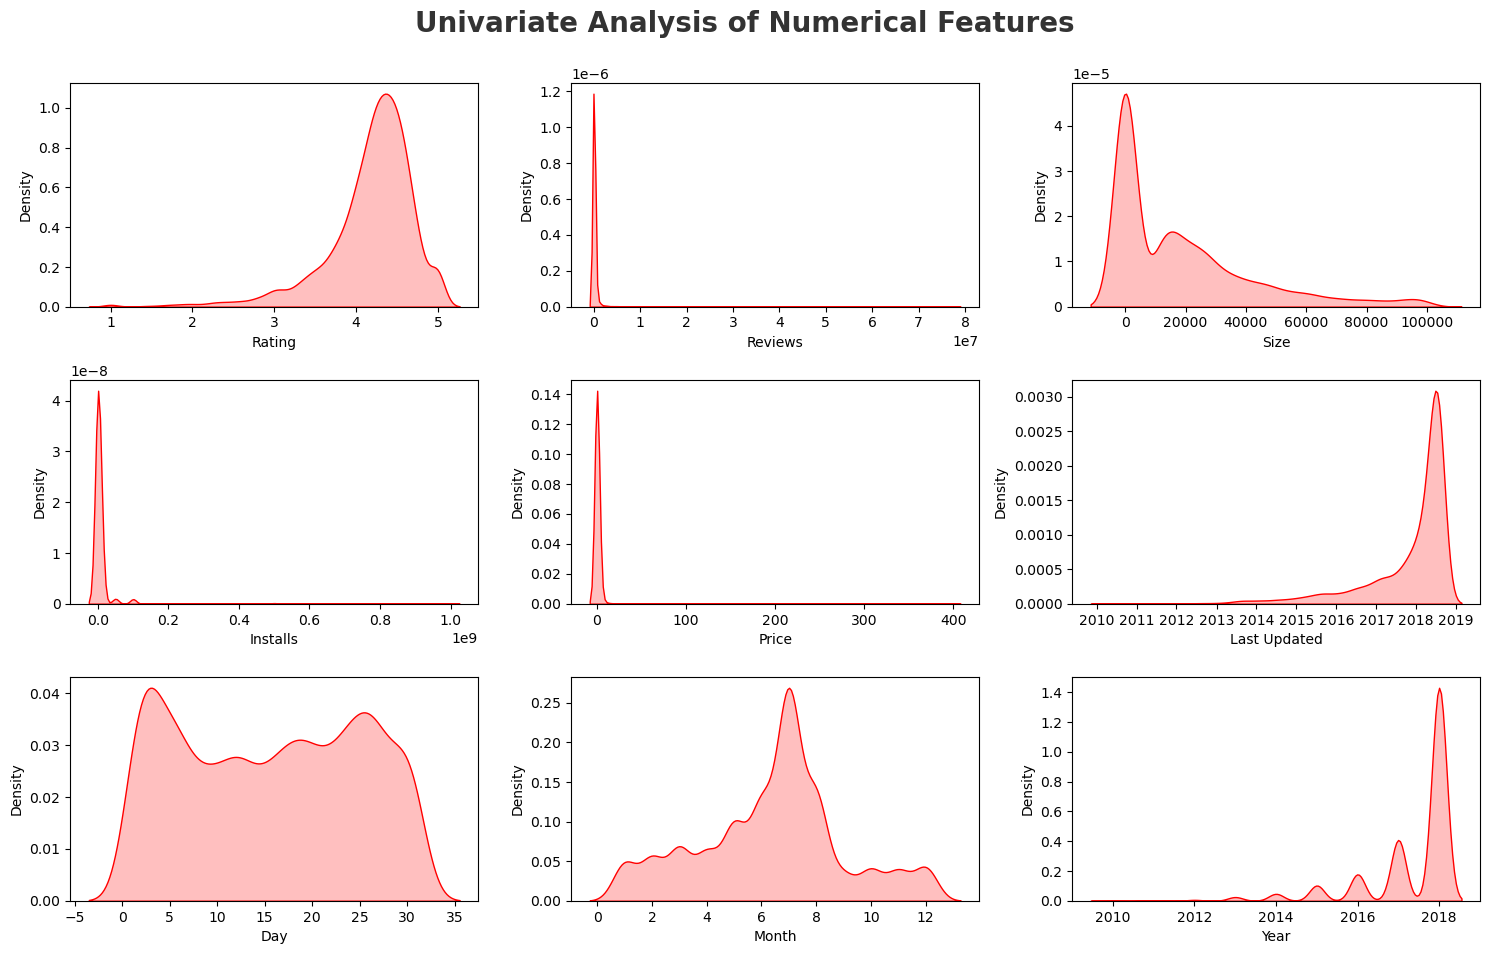 Univariate Analysis of Numerical Features
1e−6
1e−5
Density
1.0
0.8
0.6
0.4
0.2
0.0
1 2 3 4 5
Rating
Density
1.2
1.0
0.8
0.6
0.4
0.2
0.0
0 1 2 3 4 5 6 7 8
1e7
Reviews
Density
4
3
2
1
0
0 20000 40000 60000 80000 100000
Size
1e−8
Density
4
3
2
1
0
0.0 0.2 0.4 0.6 0.8 1.0
1e9
Installs
Density
0.14
0.12
0.10
0.08
0.06
0.04
0.02
0.00
0 100 200 300 400
Price
Density
0.0030
0.0025
0.0020
0.0015
0.0010
0.0005
0.0000
2010 2011 2012 2013 2014 2015 2016 2017 2018 2019
Last Updated
Density
0.04
0.03
0.02
0.01
0.00
−5 0 5 10 15 20 25 30 35
Day
Density
0.25
0.20
0.15
0.10
0.05
0.00
0 2 4 6 8 10 12
Month
Density
1.4
1.2
1.0
0.8
0.6
0.4
0.2
0.0
2010 2012 2014 2016 2018
Year